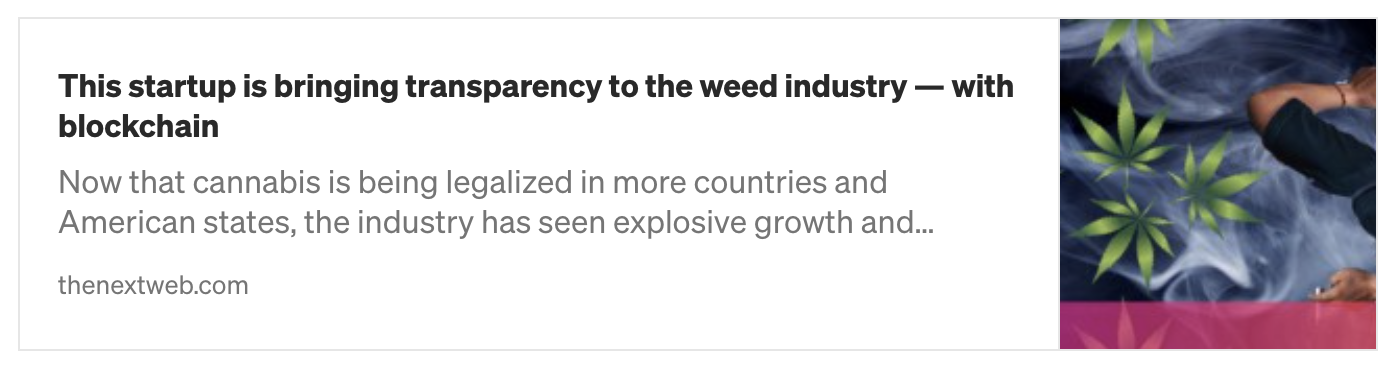 This startup is bringing transparency to the weed industry — with
blockchain
Now that cannabis is being legalized in more countries and
American states, the industry has seen explosive growth and...
thenextweb.com